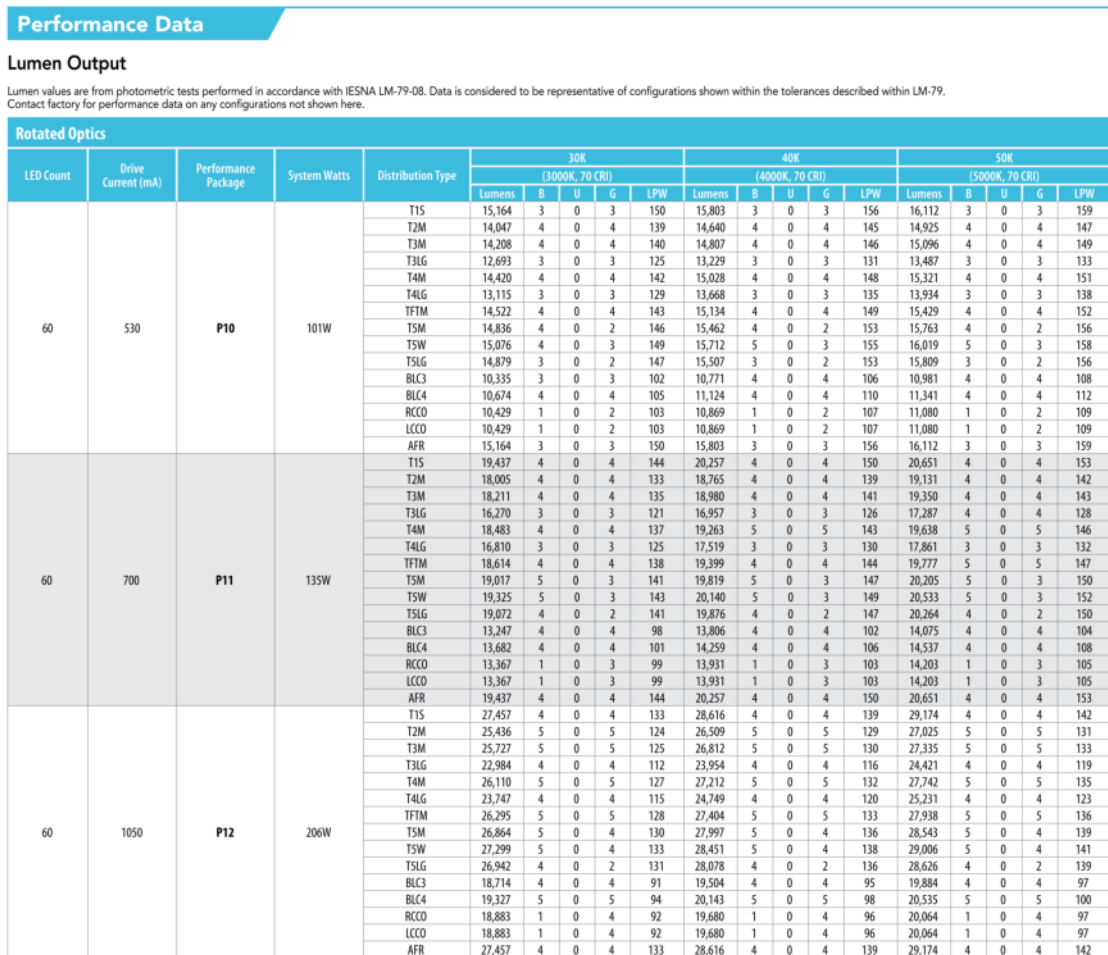 Performance Data
Lumen Output
Lumen values are from photometric tests performed in accordance with IESNA LM-79-08. Data is considered to be representative of configurations shown within the tolerances described within LM-79.
Contact factory for performance data on any configurations not shown here.
Rotated Optics
LED Count Drive Current (mA) Performance Package System Watts Distribution Type 30K 40K 50K
(3000K, 70 CRI) (4000K, 70 CRI) (5000K, 70 CRI)
Lumens B U G LPW Lumens B U G LPW Lumens B U G LPW
T1S 15,164 3 0 3 150 15,803 3 0 3 156 16,112 3 0 3 159
T2M 14,047 4 0 4 139 14,640 4 0 4 145 14,925 4 0 4 147
T3M 14,208 4 0 4 140 14,807 4 0 4 146 15,096 4 0 4 149
T3LG 12,693 3 0 3 125 13,229 3 0 3 131 13,487 3 0 3 133
T4M 14,420 4 0 4 142 15,028 4 0 4 148 15,321 4 0 4 151
T4LG 13,115 3 0 3 129 13,668 3 0 3 135 13,934 3 0 3 138
TFTM 14,522 4 0 4 143 15,134 4 0 4 149 15,429 4 0 4 152
60 530 P10 101W T5M 14,836 4 0 2 146 15,462 4 0 2 153 15,763 4 0 2 156
T5W 15,076 4 0 3 149 15,712 5 0 3 155 16,019 5 0 3 158
T5LG 14,879 3 0 2 147 15,507 3 0 2 153 15,809 3 0 2 156
BLC3 10,335 3 0 3 102 10,771 4 0 4 106 10,981 4 0 4 108
BLC4 10,674 4 0 4 105 11,124 4 0 4 110 11,341 4 0 4 112
RCCO 10,429 1 0 2 103 10,869 1 0 2 107 11,080 1 0 2 109
LCCO 10,429 1 0 2 103 10,869 1 0 2 107 11,080 1 0 2 109
AFR 15,164 3 0 3 150 15,803 3 0 3 156 16,112 3 0 3 159
T1S 19,437 4 0 4 144 20,257 4 0 4 150 20,651 4 0 4 153
T2M 18,005 4 0 4 133 18,765 4 0 4 139 19,131 4 0 4 142
T3M 18,211 4 0 4 135 18,980 4 0 4 141 19,350 4 0 4 143
T3LG 16,270 3 0 3 121 16,957 3 0 3 126 17,287 4 0 4 128
T4M 18,483 4 0 4 137 19,263 5 0 5 143 19,638 5 0 5 146
T4LG 16,810 3 0 3 125 17,519 3 0 3 130 17,861 3 0 3 132
TFTM 18,614 4 0 4 138 19,399 4 0 4 144 19,777 5 0 5 147
60 700 P11 135W T5M 19,017 5 0 3 141 19,819 5 0 3 147 20,205 5 0 3 150
T5W 19,325 5 0 3 143 20,140 5 0 3 149 20,533 5 0 3 152
T5LG 19,072 4 0 2 141 19,876 4 0 2 147 20,264 4 0 2 150
BLC3 13,247 4 0 4 98 13,806 4 0 4 102 14,075 4 0 4 104
BLC4 13,682 4 0 4 101 14,259 4 0 4 106 14,537 4 0 4 108
RCCO 13,367 1 0 3 99 13,931 1 0 3 103 14,203 1 0 3 105
LCCO 13,367 1 0 3 99 13,931 1 0 3 103 14,203 1 0 3 105
AFR 19,437 4 0 4 144 20,257 4 0 4 150 20,651 4 0 4 153
T1S 27,457 4 0 4 133 28,616 4 0 4 139 29,174 4 0 4 142
T2M 25,436 5 0 5 124 26,509 5 0 5 129 27,025 5 0 5 131
T3M 25,727 5 0 5 125 26,812 5 0 5 130 27,335 5 0 5 133
T3LG 22,984 4 0 4 112 23,954 4 0 4 116 24,421 4 0 4 119
T4M 26,110 5 0 5 127 27,212 5 0 5 132 27,742 5 0 5 135
T4LG 23,747 4 0 4 115 24,749 4 0 4 120 25,231 4 0 4 123
TFTM 26,295 5 0 5 128 27,404 5 0 5 133 27,938 5 0 5 136
60 1050 P12 206W T5M 26,864 5 0 4 130 27,997 5 0 4 136 28,543 5 0 4 139
T5W 27,299 5 0 4 133 28,451 5 0 4 138 29,006 5 0 4 141
T5LG 26,942 4 0 2 131 28,078 4 0 2 136 28,626 4 0 2 139
BLC3 18,714 4 0 4 91 19,504 4 0 4 95 19,884 4 0 4 97
BLC4 19,327 5 0 5 94 20,143 5 0 5 98 20,535 5 0 5 100
RCCO 18,883 1 0 4 92 19,680 1 0 4 96 20,064 1 0 4 97
LCCO 18,883 1 0 4 92 19,680 1 0 4 96 20,064 1 0 4 97
AFR 27,457 4 0 4 133 28,616 4 0 4 139 29,174 4 0 4 142